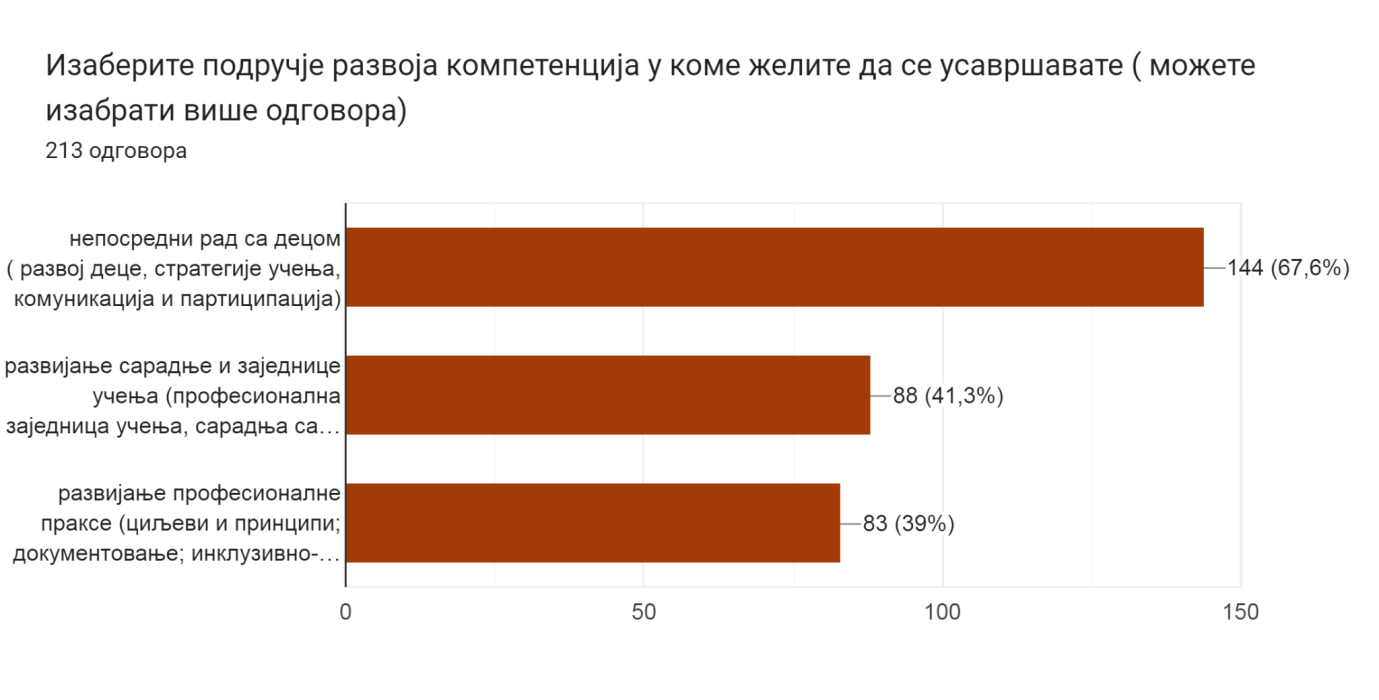 Изаберите подручје развоја компетенција у коме желите да се усавршавате ( можете
изабрати више одговора)
213 одговора
непосредни рад са децом
( развој деце, стратегије учења,
комуникација и партиципација)
144 (67,6%)
развијање сарадње и заједнице
учења (професионална
заједница учења, сарадња са…
88 (41,3%)
развијање професионалне
праксе (циљеви и принципи;
документовање; инклузивно-…
83 (39%)
0
50
100
150